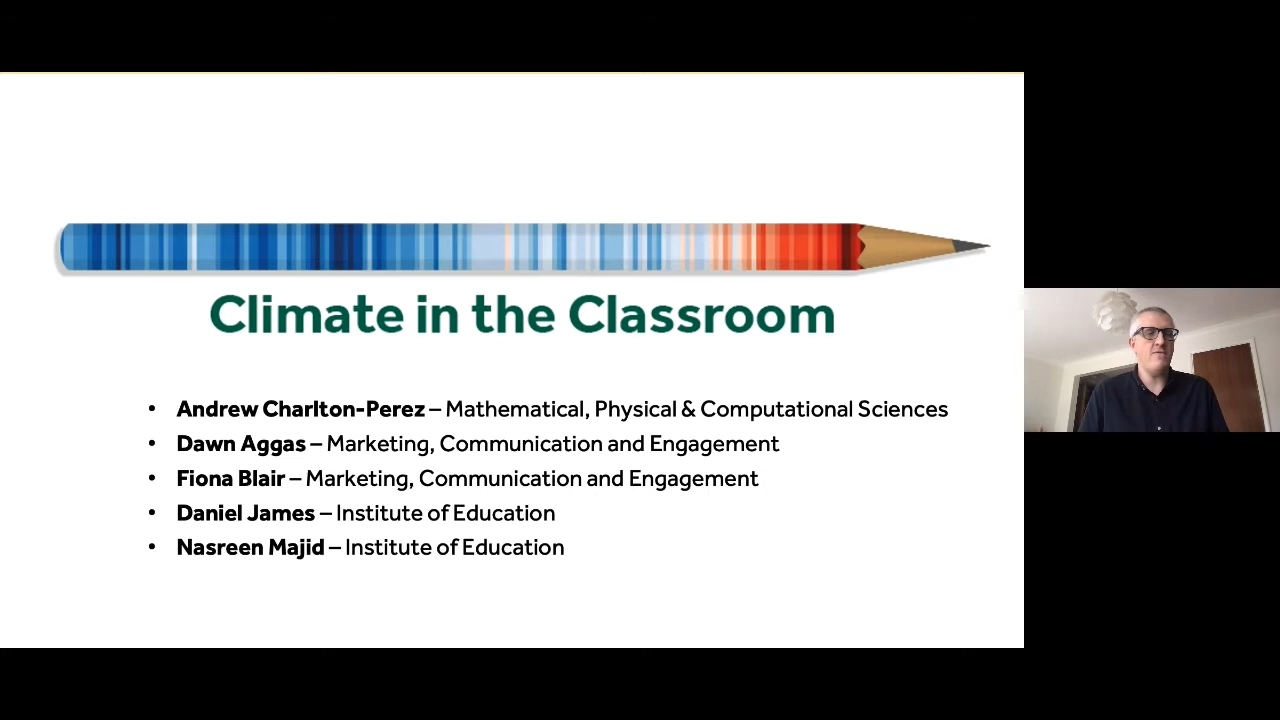 Climate in the Classroom
• Andrew Charlton-Perez – Mathematical, Physical & Computational Sciences
• Dawn Aggas – Marketing, Communication and Engagement
• Fiona Blair – Marketing, Communication and Engagement
• Daniel James – Institute of Education
• Nasreen Majid – Institute of Education